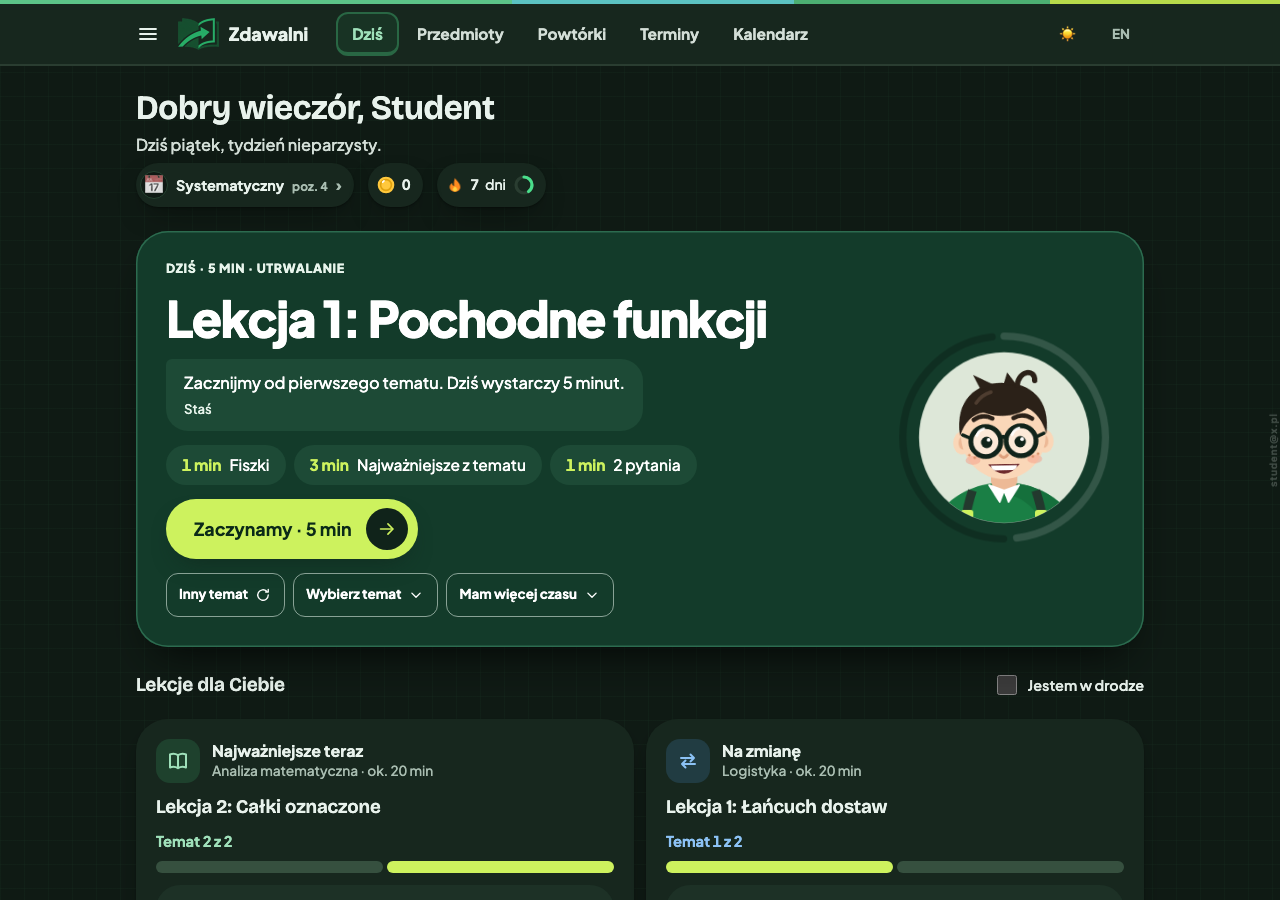 Zdawalni
Dziś
Przedmioty
Powtórki
Terminy
Kalendarz
EN
Dobry wieczór, Student
Dziś piątek, tydzień nieparzysty.
17 Systematyczny poz. 4 ›
0
7 dni
DZIŚ · 5 MIN · UTRWALANIE
Lekcja 1: Pochodne funkcji
Zacznijmy od pierwszego tematu. Dziś wystarczy 5 minut.
Staś
1 min Fiszki
3 min Najważniejsze z tematu
1 min 2 pytania
Zaczynamy · 5 min
Inny temat
Wybierz temat
Mam więcej czasu
student@x.pl
Lekcje dla Ciebie
Jestem w drodze
Najważniejsze teraz
Analiza matematyczna · ok. 20 min
Lekcja 2: Całki oznaczone
Temat 2 z 2
Na zmianę
Logistyka · ok. 20 min
Lekcja 1: Łańcuch dostaw
Temat 1 z 2